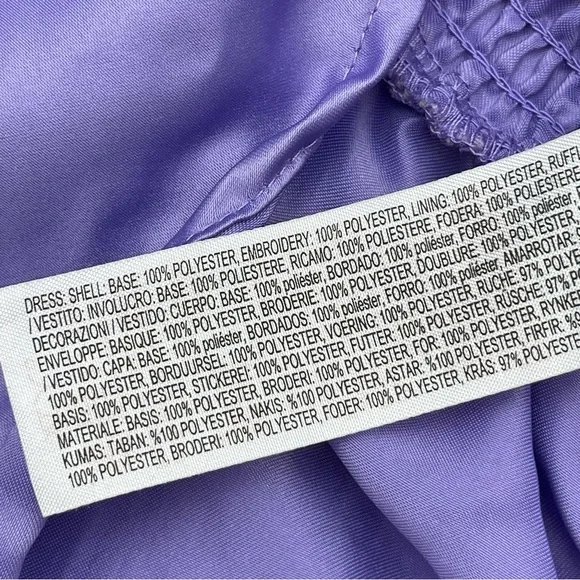 DRESS: SHELL: BASE: 100% POLYESTER, EMBROIDERY: 100% POLYESTER, LINING: 100% POLYESTER,
/ VESTITO: INVOLUCRO: BASE: 100% POLIESTERE, RICAMO: 100% POLIESTERE, FODERA: 100% POLIESTERE
DECORAZIONI / VESTIDO: CUERPO: BASE: 100% poliéster, BORDADO: 100% poliéster, FORRO: 100% poliéster
ENVELOPPE: BASIQUE: 100% POLYESTER, BRODERIE: 100% POLYESTER, DOUBLURE: 100% POLYESTER,
/ VESTIDO: CAPA: BASE: 100% poliéster, BORDADOS: 100% poliéster, FORRO: 100% poliéster, AMARROTAR:
100% POLYESTER, BORDUURSEL: 100% POLYESTER, VOERING: 100% POLYESTER, RUCHE: 97%
BASIS: 100% POLYESTER, STICKEREI: 100% POLYESTER, FUTTER: 100% POLYESTER, RÜSCHE: 97%
MATERIALE: BASIS: 100% POLYESTER, BRODERI: 100% POLYESTER, FOR: 100% POLYESTER,
KUMAS: TABAN: %100 POLYESTER, NAKIS: %100 POLYESTER, ASTAR: %100 POLYESTER, FIRFIR:
100% POLYESTER, BRODERI: 100% POLYESTER, FODER: 100% POLYESTER, KRÅS: 97% POLYESTER